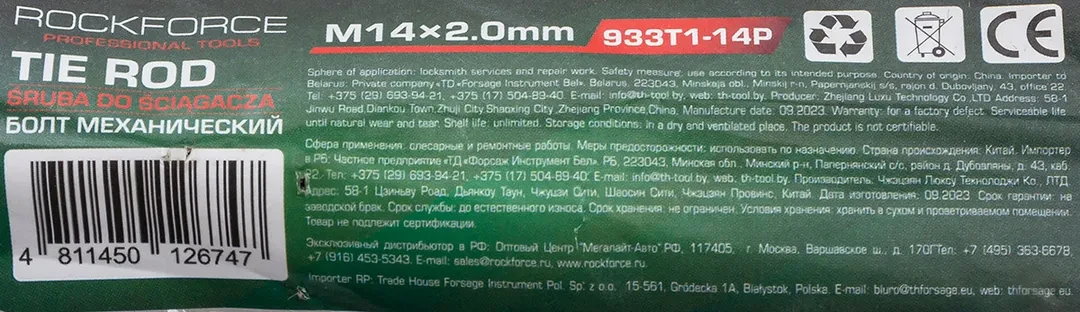 ROCKFORCE
PROFESSIONAL TOOLS
TIE ROD
ŚRUBA DO ŚCIĄGACZA
БОЛТ МЕХАНИЧЕСКИЙ
4 811450 126747
M14×2.0mm 933T1-14P
CE
Sphere of application: locksmith services and repair work. Safety measure: use according to its intended purpose. Country of origin: China. Importer to
Belarus: Private company «TD «Forsage Instrument Bel». Belarus, 223043, Minskaja obl., Minskij r-n, Papernjanskij s/s, rajon d. Dubovljany, 43, office 22.
Tel. +375 (29) 693-94-21, +375 (17) 504-89-40. E-mail: info@th-tool.by, web: th-tool.by. Producer: Zhejiang Luxu Technology Co.,LTD Address: 58-1
Jinwu Road,Diankou Town,Zhuji City,Shaoxing City ,Zhejiang Province,China. Manufacture date: 09.2023. Warranty: for a factory defect. Serviceable life
until natural wear and tear. Shelf life: unlimited. Storage conditions: in a dry and ventilated place. The product is not certifiable.
Сфера применения: слесарные и ремонтные работы. Меры предосторожности: использовать по назначению. Страна происхождения: Китай. Импортер
в РБ: Частное предприятие «ТД «Форсаж Инструмент Бел». РБ, 223043, Минская обл., Минский р-н, Папернянский с/с, район д. Дубовляны, д. 43, каб
22. Тел: +375 (29) 693-94-21, +375 (17) 504-89-40. E-mail: info@th-tool.by, web: th-tool.by. Производитель: Чжэцзян Люксу Технолоджи Ко., ЛТД
Адрес: 58-1 Цзиньву Роад, Дьянкоу Таун, Чжуцзи Сити, Шаосин Сити, Чжэцзян Провинс, Китай. Дата изготовления: 09.2023. Срок гарантии: на
заводской брак. Срок службы: до естественного износа. Срок хранения: не ограничен. Условия хранения: хранить в сухом и проветриваемом помещении.
Товар не подлежит сертификации.
Эксклюзивный дистрибьютор в РФ: Оптовый Центр "Мегалайт-Авто".РФ, 117405, г. Москва, Варшавское ш., д. 170ГТел: +7 (495) 363-6678,
+7 (916) 453-5343. E-mail: sales@rockforce.ru, www.rockforce.ru.
Importer RP: Trade House Forsage Instrument Pol. Sp. z o.o. 15-561, Gródecka 1A, Białystok, Polska. E-mail: biuro@thforsage.eu, web: thforsage.eu